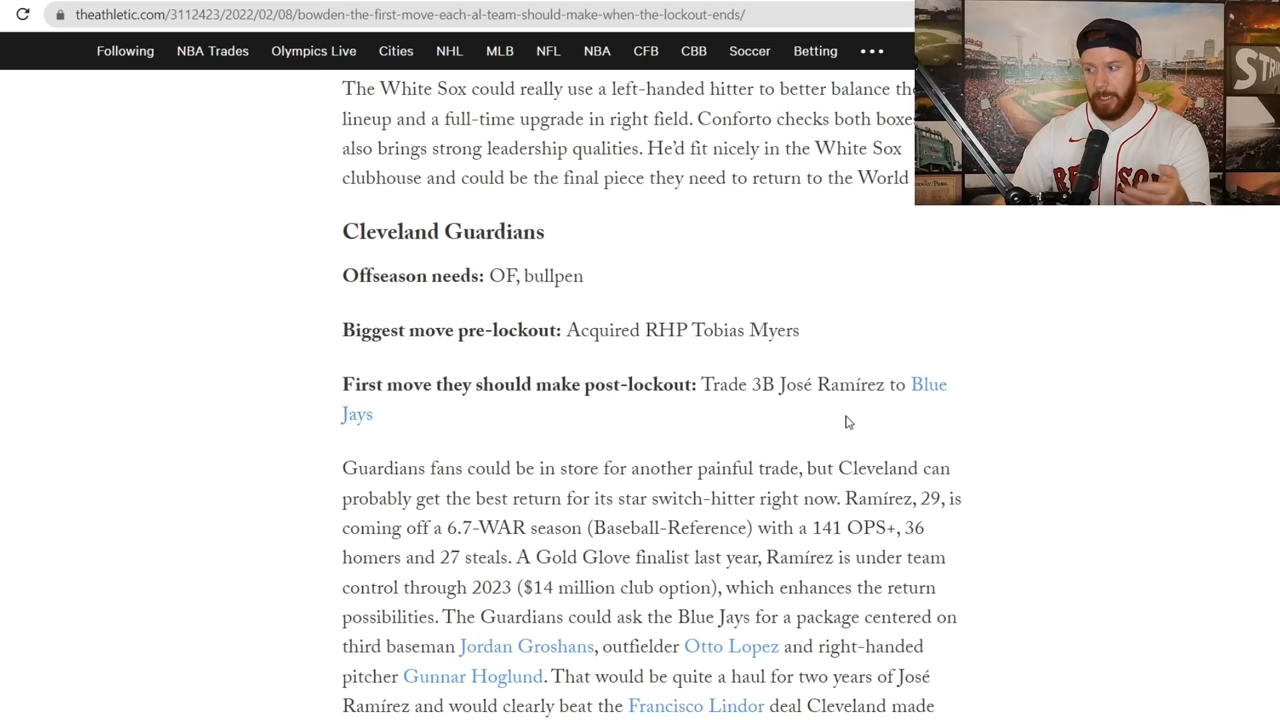 theathletic.com/3112423/2022/02/08/bowden-the-first-move-each-al-team-should-make-when-the-lockout-ends/
Following NBA Trades Olympics Live Cities NHL MLB NFL NBA CFB CBB Soccer Betting •••
The White Sox could really use a left-handed hitter to better balance the
lineup and a full-time upgrade in right field. Conforto checks both boxe
also brings strong leadership qualities. He'd fit nicely in the White Sox
clubhouse and could be the final piece they need to return to the World
Cleveland Guardians
Offseason needs: OF, bullpen
Biggest move pre-lockout: Acquired RHP Tobias Myers
First move they should make post-lockout: Trade 3B José Ramírez to Blue
Jays
Guardians fans could be in store for another painful trade, but Cleveland can
probably get the best return for its star switch-hitter right now. Ramírez, 29, is
coming off a 6.7-WAR season (Baseball-Reference) with a 141 OPS+, 36
homers and 27 steals. A Gold Glove finalist last year, Ramírez is under team
control through 2023 ($14 million club option), which enhances the return
possibilities. The Guardians could ask the Blue Jays for a package centered on
third baseman Jordan Groshans, outfielder Otto Lopez and right-handed
pitcher Gunnar Hoglund. That would be quite a haul for two years of José
Ramírez and would clearly beat the Francisco Lindor deal Cleveland made